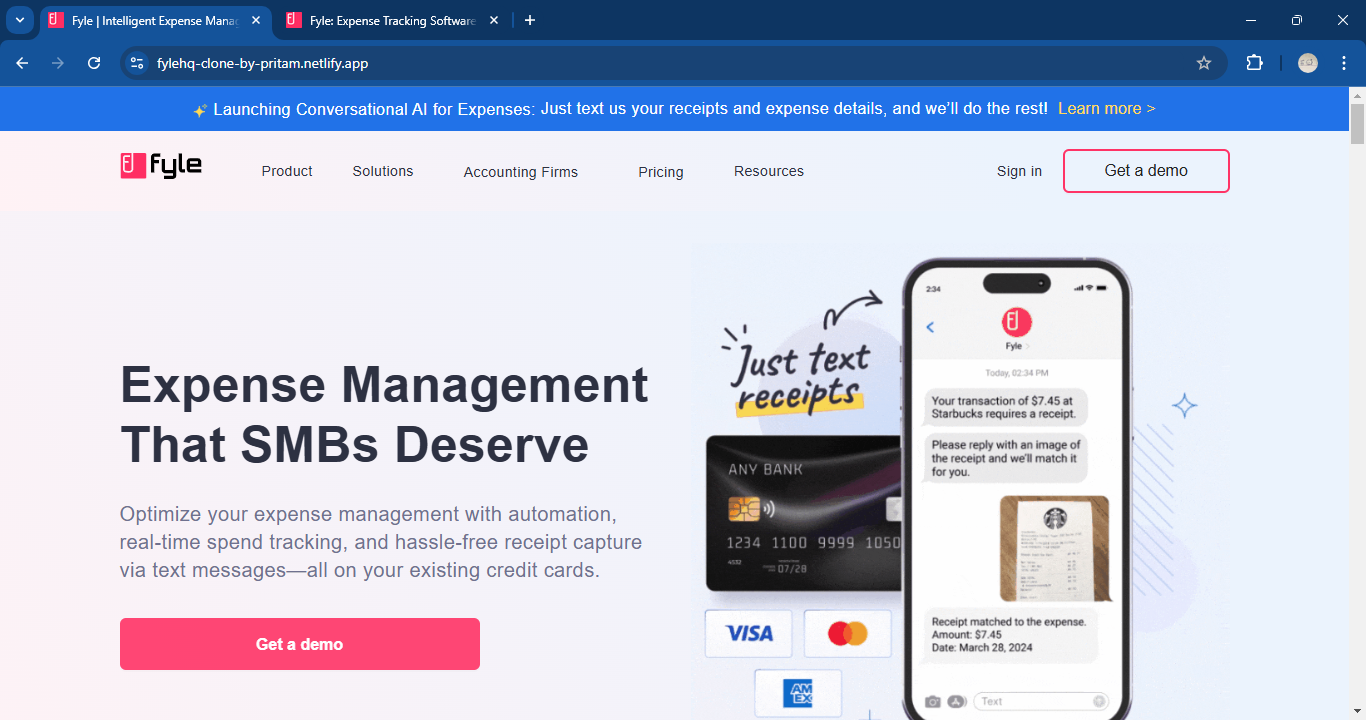 Fyle | Intelligent Expense Mana
Fyle: Expense Tracking Software
fylehq-clone-by-pritam.netlify.app
Launching Conversational AI for Expenses: Just text us your receipts and expense details, and we'll do the rest! Learn more >
fyle
Product
Solutions
Accounting Firms
Pricing
Resources
Sign in
Get a demo
Expense Management
That SMBs Deserve
Optimize your expense management with automation,
real-time spend tracking, and hassle-free receipt capture
via text messages—all on your existing credit cards.
Get a demo
Just text
receipts
ANY BANK
1234 1100 9999 1050
4532
07/28
VISA
AM
EX
2:34
Fyle
Today, 02:34 PM
Your transaction of $7.45 at
Starbucks requires a receipt.
Please reply with an image of
the receipt and we'll match it
for you.
Receipt matched to the expense.
Amount: $7.45
Date: March 28, 2024
Text